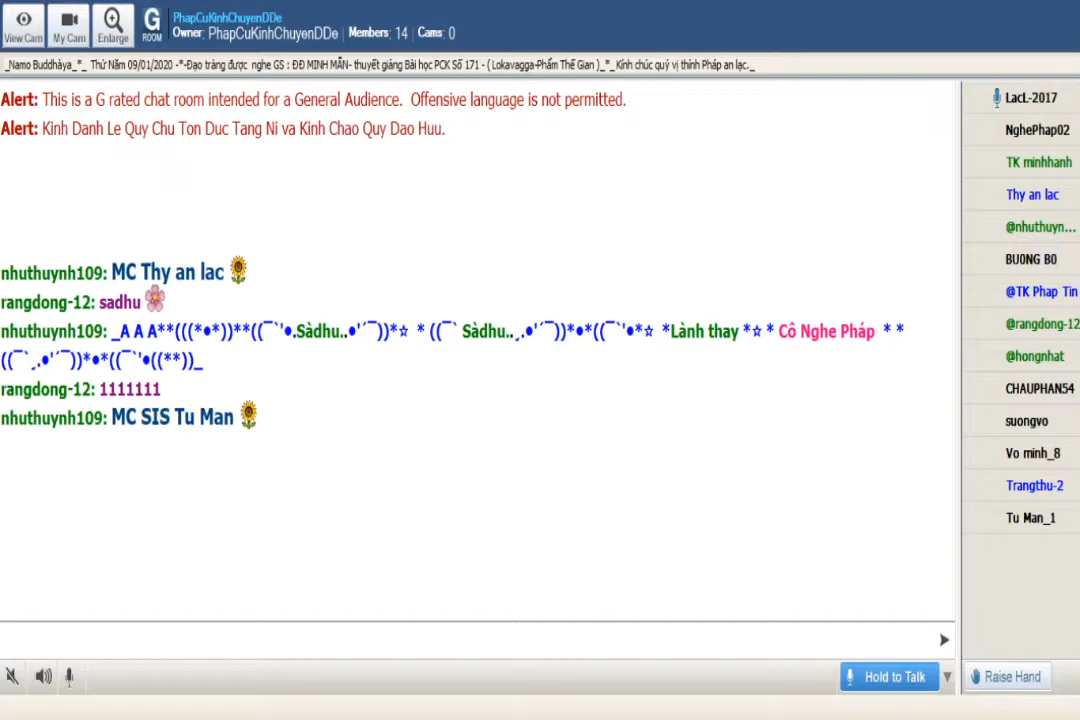 View Cam
My Cam
Enlarge
G
ROOM
PhapCuKinhChuyenDDe
Owner: PhapCuKinhChuyenDDe | Members: 14 | Cams: 0
_Namo Buddhàya_*_ Thứ Năm 09/01/2020 -*-Đạo tràng được nghe GS : ĐĐ MINH MẪN- thuyết giảng Bài học PCK Số 171 - ( Lokavagga-Phẩm Thế Gian )_*_Kính chúc quý vị thính Pháp an lạc._
Alert: This is a G rated chat room intended for a General Audience. Offensive language is not permitted.
Alert: Kinh Danh Le Quy Chu Ton Duc Tang Ni va Kinh Chao Quy Dao Huu.
nhuthuynh109: MC Thy an lac
rangdong-12: sadhu
nhuthuynh109: _A A A**(((*•*))**((¯`'•.Sàdhu..•'´¯))*☆ * ((¯` Sàdhu..¸.•'´¯))*•*((¯`'•*☆ *Lành thay *☆ * Cô Nghe Pháp * *
((¯`¸.•'´¯))*•*((¯`'•((**))_
rangdong-12: 1111111
nhuthuynh109: MC SIS Tu Man
LacL-2017
NghePhap02
TK minhhanh
Thy an lac
@nhuthuyn...
BU0NG B0
@TK Phap Tin
@rangdong-12
@hongnhat
CHAUPHAN54
suongvo
Vo minh_8
Trangthu-2
Tu Man_1
Hold to Talk
Raise Hand